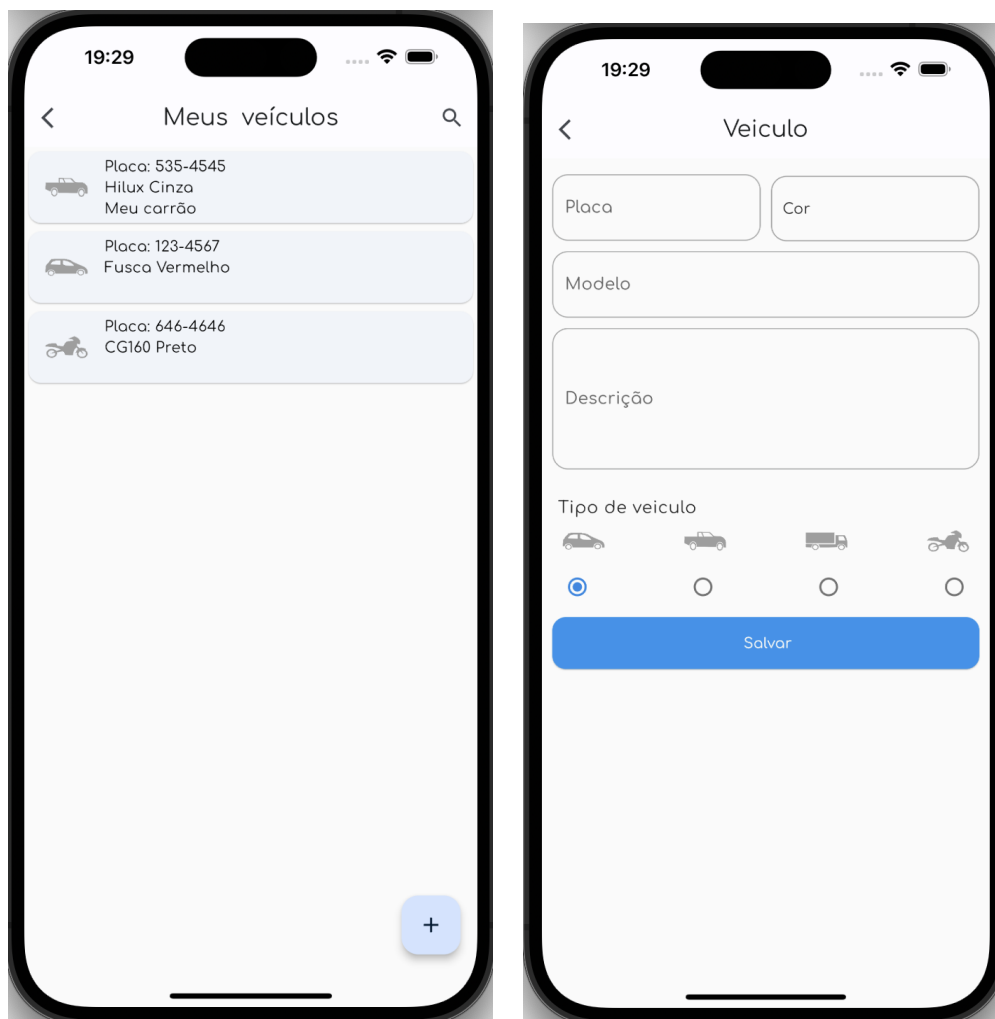 19:29
Meus veículos
Placa: 535-4545
Hilux Cinza
Meu carrão
Placa: 123-4567
Fusca Vermelho
Placa: 646-4646
CG160 Preto
+
19:29
Veiculo
Placa
Cor
Modelo
Descrição
Tipo de veiculo
Salvar